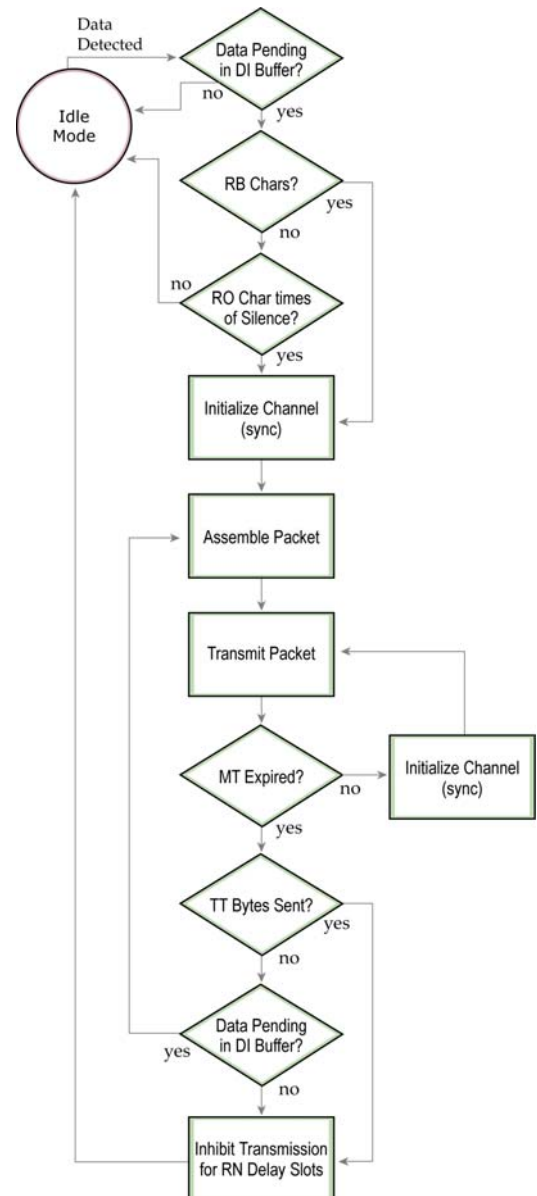 Data
Detected
Data Pending
in DI Buffer?
no
yes
Idle
Mode
RB Chars?
yes
no
no
RO Char times
of Silence?
yes
Initialize Channel
(sync)
Assemble Packet
Transmit Packet
MT Expired?
no
Initialize Channel
(sync)
yes
TT Bytes Sent?
yes
no
Data Pending
in DI Buffer?
yes
no
Inhibit Transmission
for RN Delay Slots